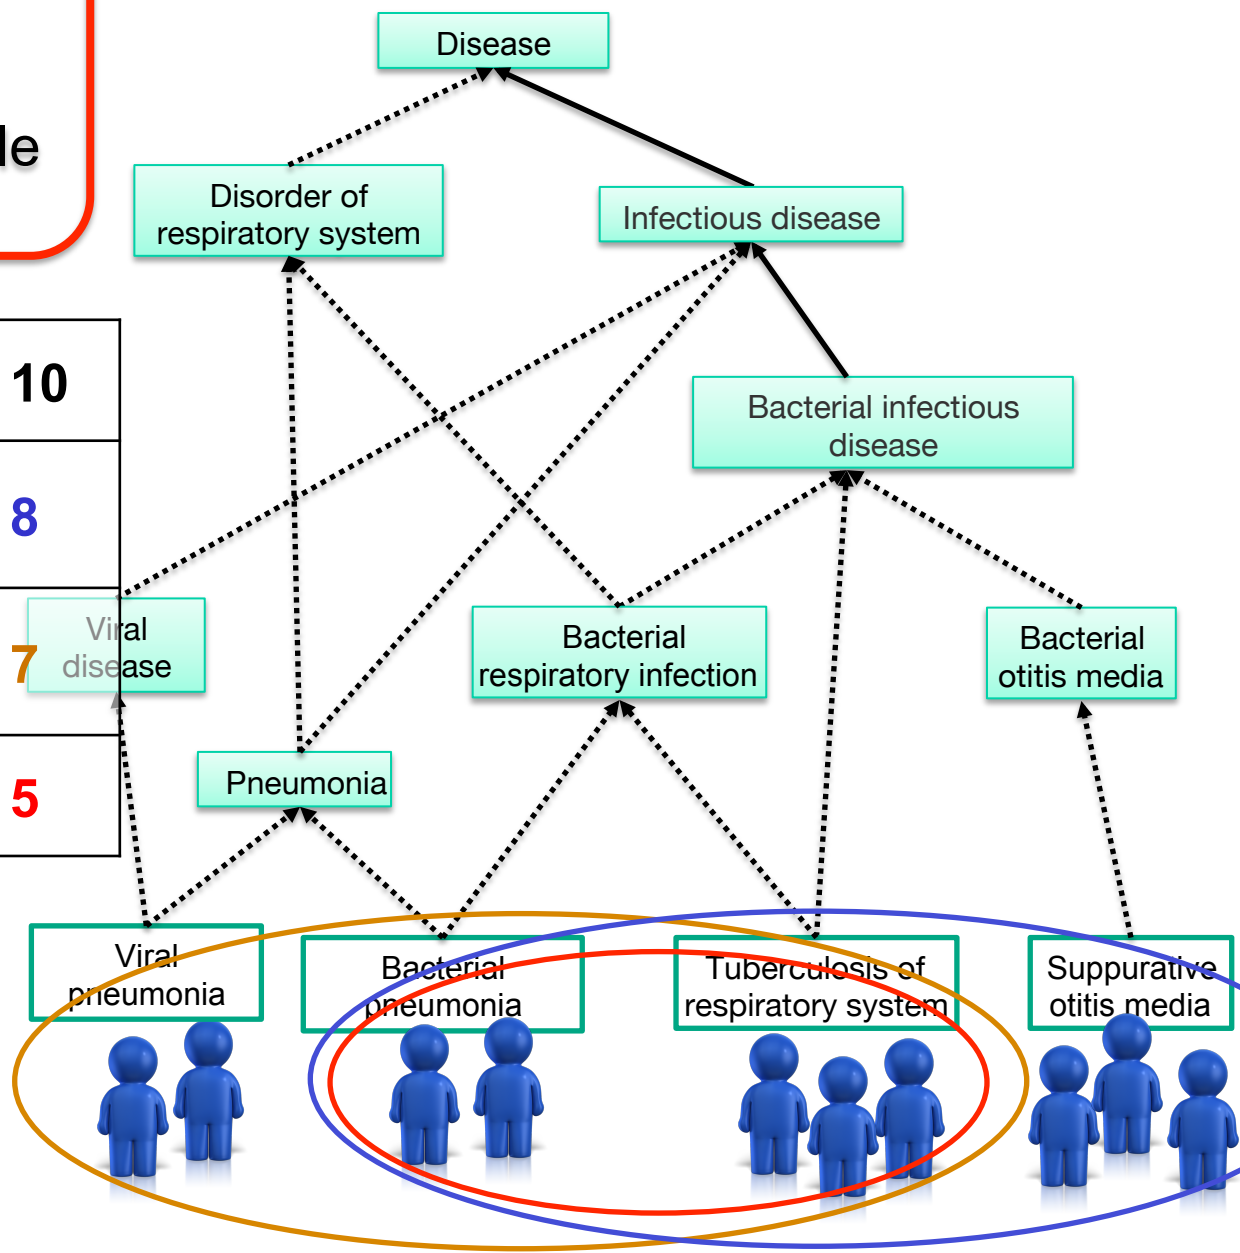 Disease
le
Disorder of
respiratory system
Infectious disease
10
Bacterial infectious
disease
8
Viral
disease
7
Bacterial
respiratory infection
Bacterial
otitis media
Pneumonia
5
Viral
pneumonia
Bacterial
pneumonia
Tuberculosis of
respiratory system
Suppurative
otitis media